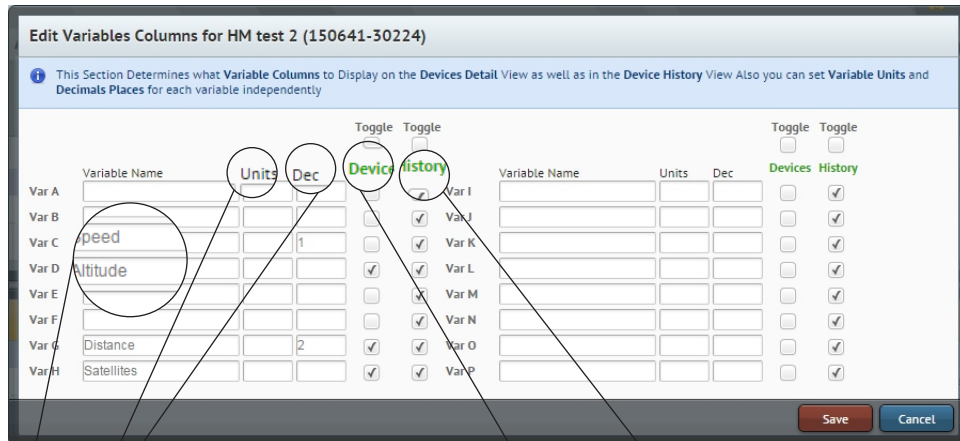 Edit Variables Columns for HM test 2 (150641-30224)
This Section Determines what Variable Columns to Display on the Devices Detail View as well as in the Device History View Also you can set Variable Units and
Decimals Places for each variable independently
Toggle Toggle Toggle Toggle
Variable Name Units Dec Device History Variable Name Units Dec Devices History
Var A Var I
Var B Var J
Var C Speed 1 Var K
Var D Altitude Var L
Var E Var M
Var F Var N
Var G Distance 2 Var O
Var H Satellites Var P
Save Cancel